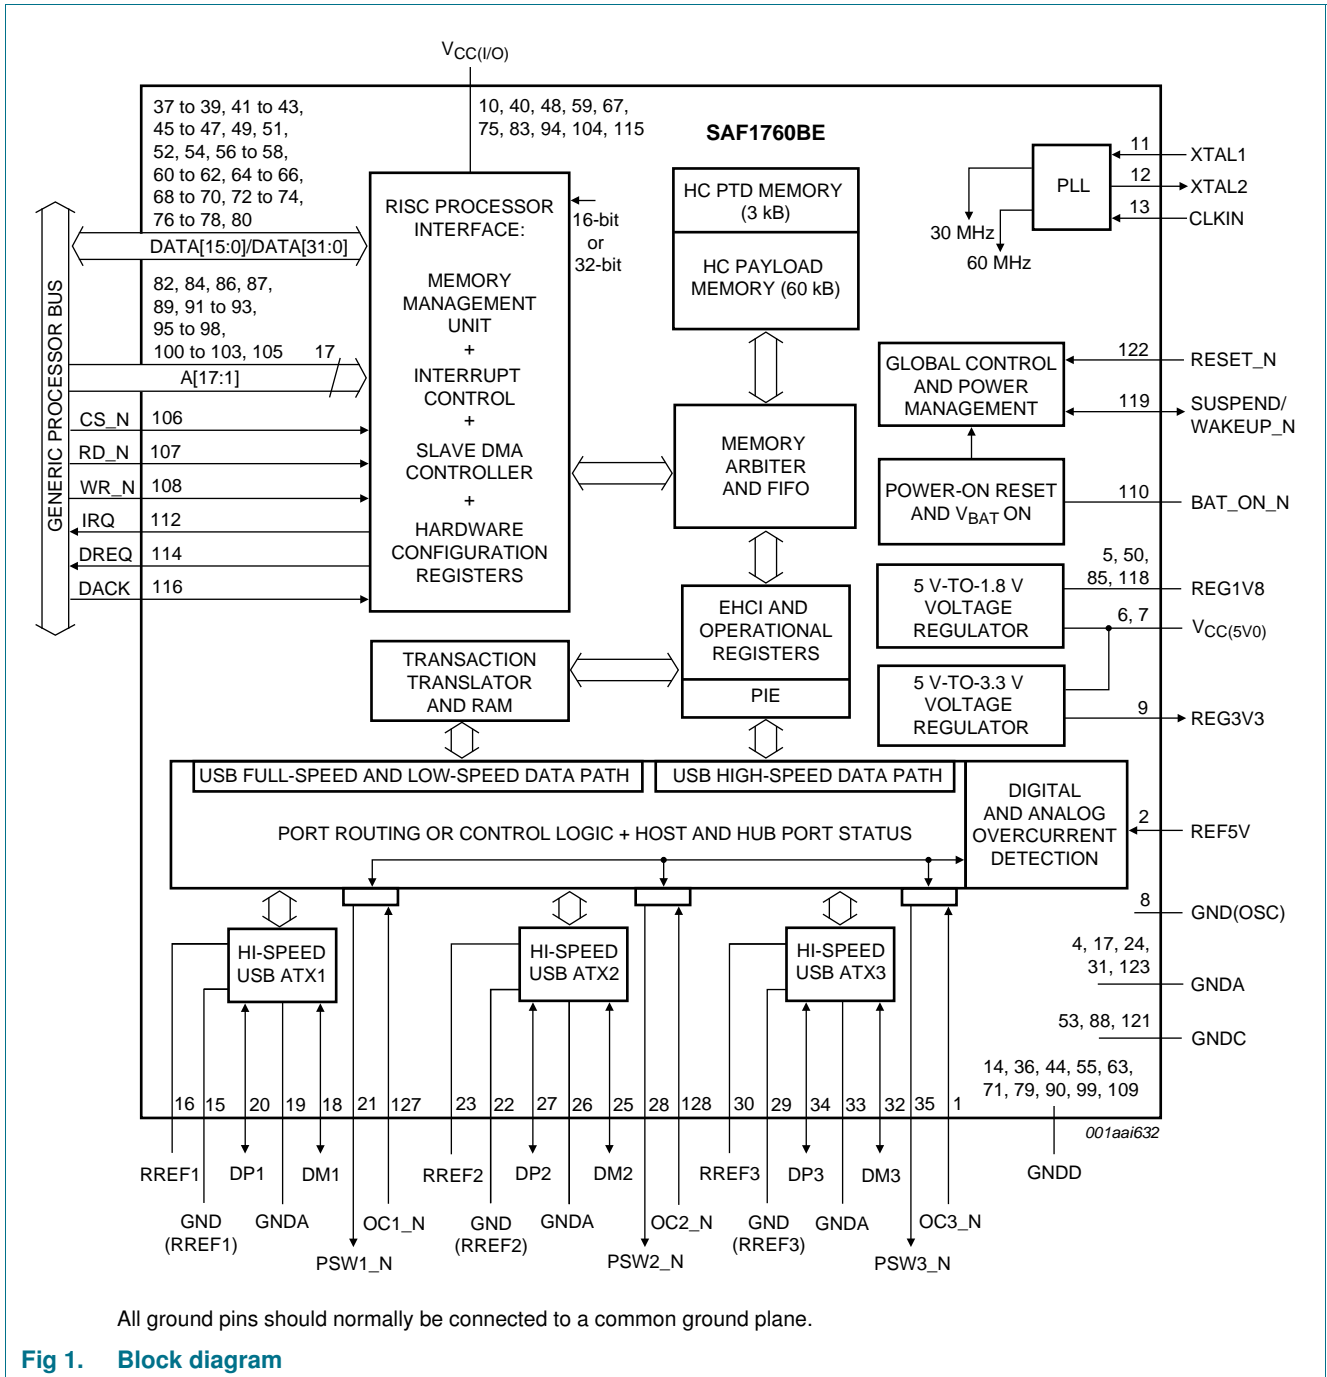 VCC(I/O)
37 to 39, 41 to 43,
45 to 47, 49, 51,
52, 54, 56 to 58,
60 to 62, 64 to 66,
68 to 70, 72 to 74,
76 to 78, 80
10, 40, 48, 59, 67,
75, 83, 94, 104, 115
SAF1760BE
GENERIC PROCESSOR BUS
DATA[15:0]/DATA[31:0]
82, 84, 86, 87,
89, 91 to 93,
95 to 98,
100 to 103, 105
17
A[17:1]
CS_N 106
RD_N 107
WR_N 108
IRQ 112
DREQ 114
DACK 116
RISC PROCESSOR
INTERFACE:
MEMORY
MANAGEMENT
UNIT
+
INTERRUPT
CONTROL
+
SLAVE DMA
CONTROLLER
+
HARDWARE
CONFIGURATION
REGISTERS
16-bit
or
32-bit
HC PTD MEMORY
(3 kB)
HC PAYLOAD
MEMORY (60 kB)
MEMORY
ARBITER
AND FIFO
EHCI AND
OPERATIONAL
REGISTERS
PIE
TRANSACTION
TRANSLATOR
AND RAM
PLL
30 MHz
60 MHz
11 XTAL1
12 XTAL2
13 CLKIN
GLOBAL CONTROL
AND POWER
MANAGEMENT
122 RESET_N
119 SUSPEND/
WAKEUP_N
POWER-ON RESET
AND VBAT ON
110 BAT_ON_N
5 V-TO-1.8 V
VOLTAGE
REGULATOR
5, 50,
85, 118 REG1V8
6, 7 VCC(5V0)
5 V-TO-3.3 V
VOLTAGE
REGULATOR
9 REG3V3
USB FULL-SPEED AND LOW-SPEED DATA PATH
USB HIGH-SPEED DATA PATH
PORT ROUTING OR CONTROL LOGIC + HOST AND HUB PORT STATUS
DIGITAL
AND ANALOG
OVERCURRENT
DETECTION
2 REF5V
8 GND(OSC)
4, 17, 24,
31, 123 GNDA
53, 88, 121 GNDC
14, 36, 44, 55, 63,
71, 79, 90, 99, 109
GNDD
HI-SPEED
USB ATX1
HI-SPEED
USB ATX2
HI-SPEED
USB ATX3
16 15 20 19 18 21 127 23 22 27 26 25 28 128 30 29 34 33 32 35 1
001aai632
RREF1 DP1 DM1 RREF2 DP2 DM2 RREF3 DP3 DM3
GND
(RREF1)
GNDA
OC1_N
GND
(RREF2)
GNDA
OC2_N
GND
(RREF3)
GNDA
OC3_N
PSW1_N
PSW2_N
PSW3_N
All ground pins should normally be connected to a common ground plane.
Fig 1. Block diagram